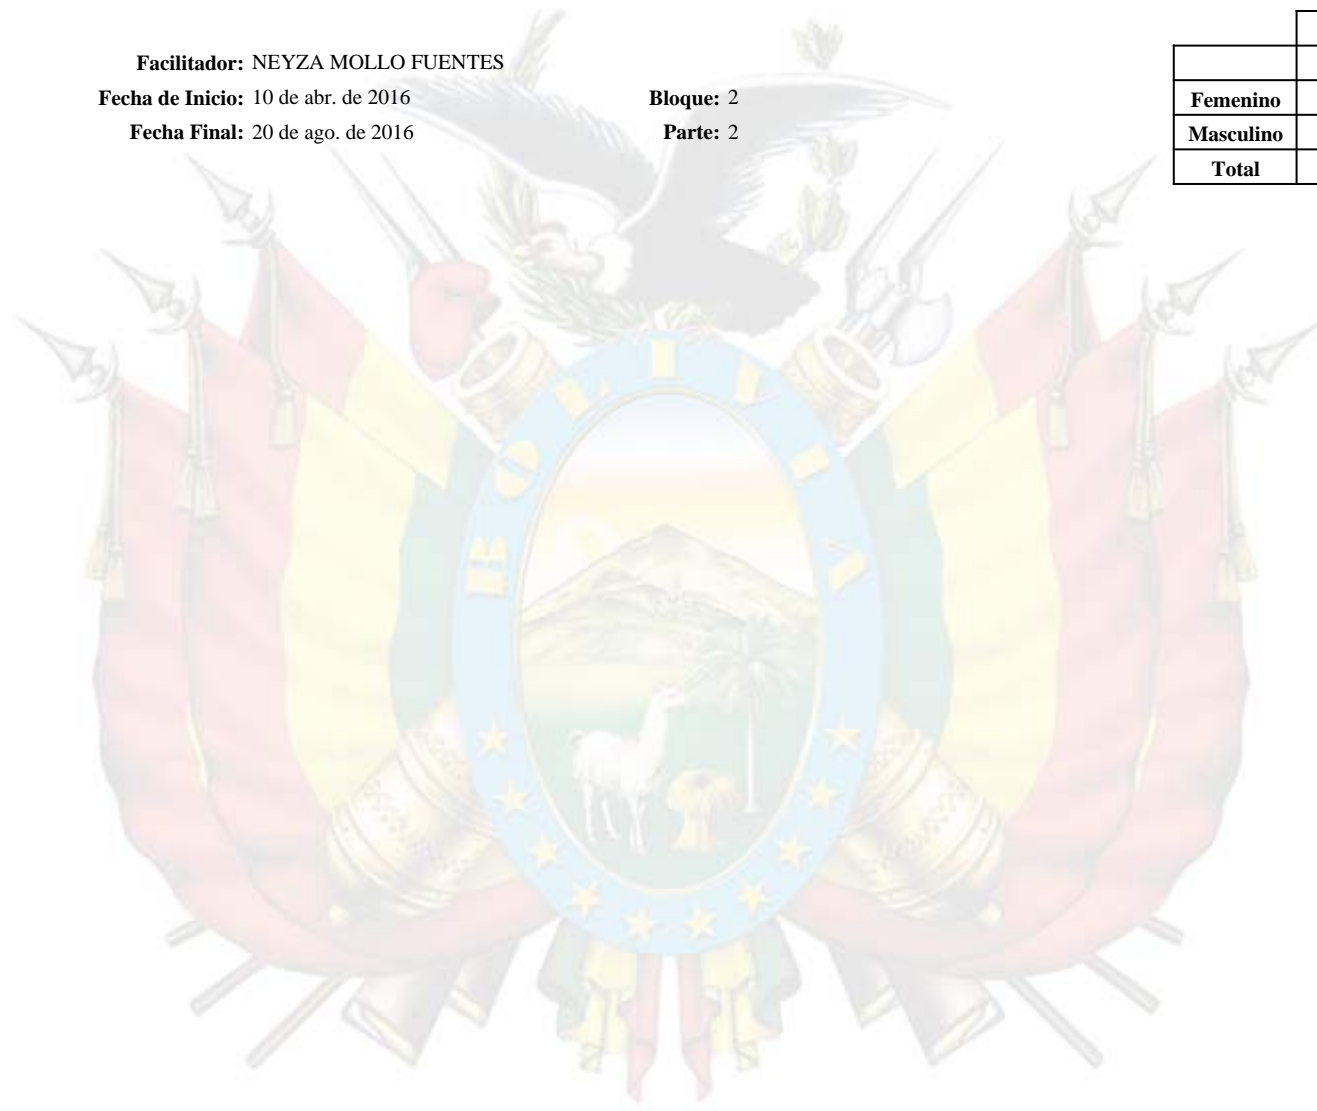 Facilitador: NEYZA MOLLO FUENTES
Fecha de Inicio: 10 de abr. de 2016 Bloque: 2
Fecha Final: 20 de ago. de 2016 Parte: 2
Femenino
Masculino
Total
BOLIVIA